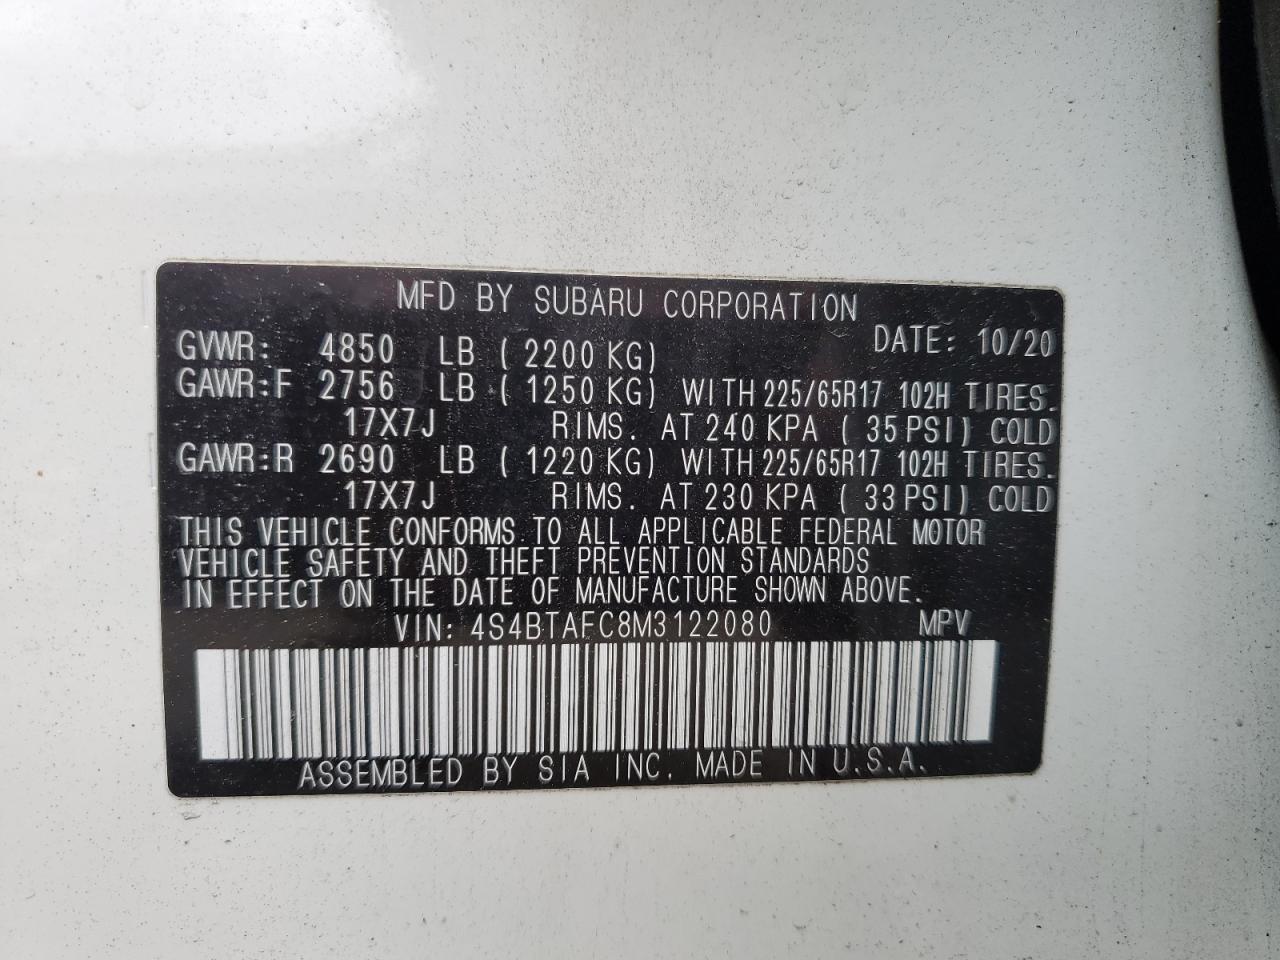 MFD BY SUBARU CORPORATION
DATE: 10/20
GVWR: 4850 LB ( 2200 KG)
GAWR:F 2756 LB ( 1250 KG) WITH 225/65R17 102H TIRES.
17X7J RIMS. AT 240 KPA ( 35 PSI) COLD
GAWR:R 2690 LB ( 1220 KG) WITH 225/65R17 102H TIRES.
17X7J RIMS. AT 230 KPA ( 33 PSI) COLD
THIS VEHICLE CONFORMS TO ALL APPLICABLE FEDERAL MOTOR
VEHICLE SAFETY AND THEFT PREVENTION STANDARDS
IN EFFECT ON THE DATE OF MANUFACTURE SHOWN ABOVE.
VIN: 4S4BTAFC8M3122080 MPV
ASSEMBLED BY SIA INC. MADE IN U.S.A.